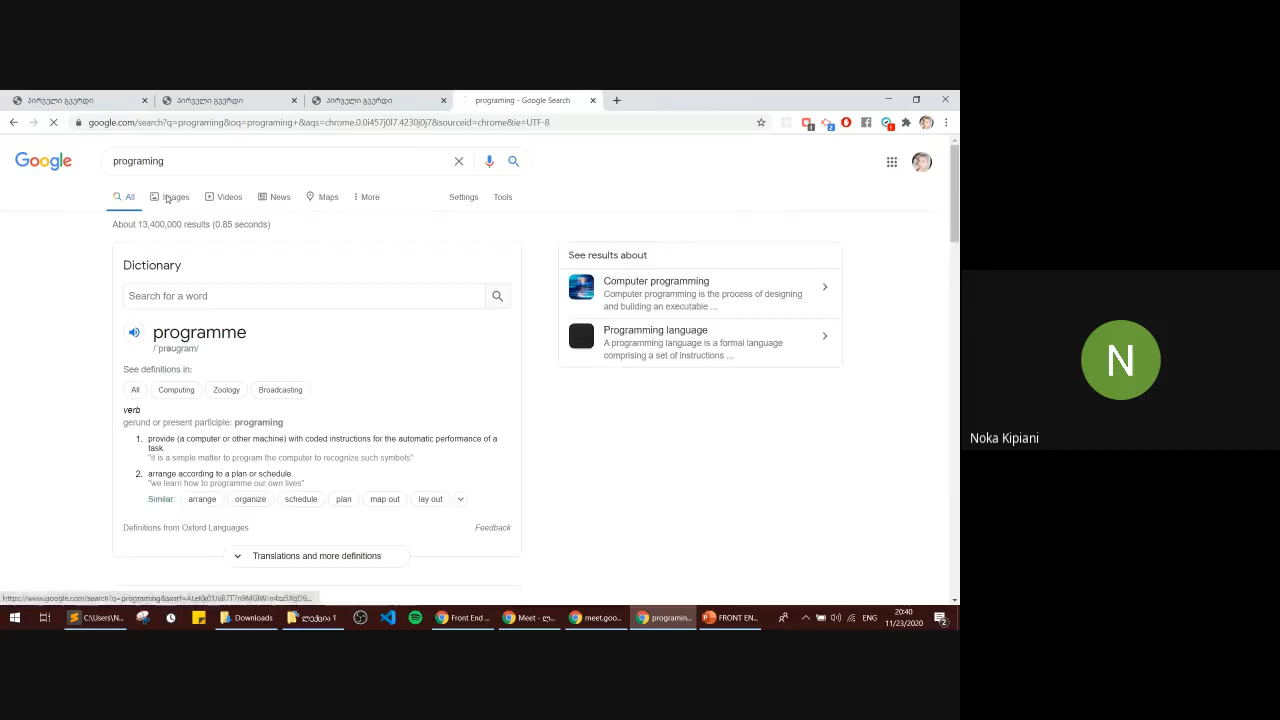 პირველი გვერდი
პირველი გვერდი
პირველი გვერდი
programing - Google Search
google.com/search?q=programing&oq=programing+&aqs=chrome.0.0i457j0l7.4230j0j7&sourceid=chrome&ie=UTF-8
Google
programing
All
Images
Videos
News
Maps
More
Settings
Tools
About 13,400,000 results (0.85 seconds)
Dictionary
Search for a word
programme
/ˈprəʊɡram/
See definitions in:
All
Computing
Zoology
Broadcasting
verb
gerund or present participle: programing
1. provide (a computer or other machine) with coded instructions for the automatic performance of a
task.
"it is a simple matter to program the computer to recognize such symbols"
2. arrange according to a plan or schedule.
"we learn how to programme our own lives"
Similar:
arrange
organize
schedule
plan
map out
lay out
Definitions from Oxford Languages
Feedback
Translations and more definitions
See results about
Computer programming
Computer programming is the process of designing
and building an executable ...
Programming language
A programming language is a formal language
comprising a set of instructions ...
N
Noka Kipiani
C:\Users\N...
Downloads
ლექცია 1
Front End ...
Meet - ლ...
meet.goo...
programin...
FRONT EN...
ENG
20:40
11/23/2020